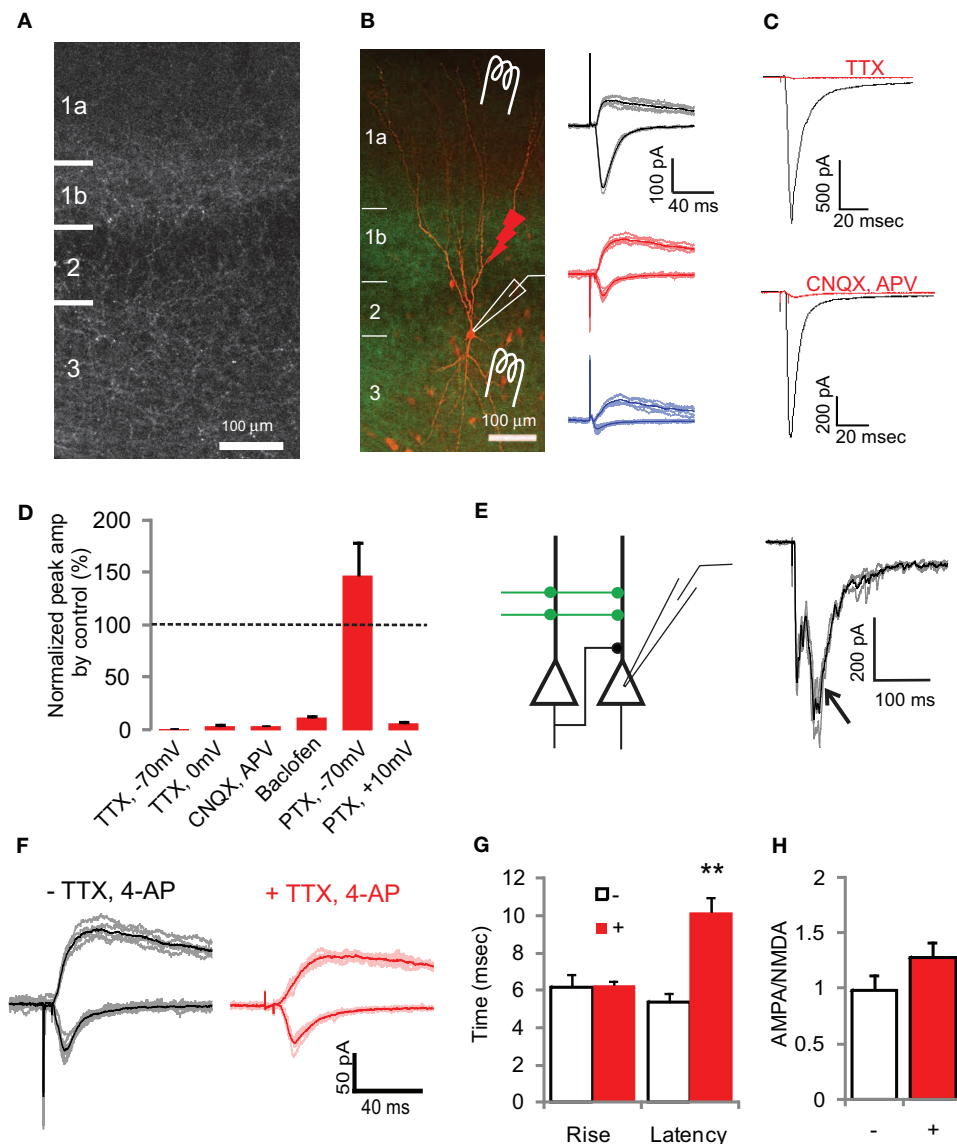 A
1a
1b
2
3
100 µm
B
1a
1b
2
3
100 µm
100 pA
40 ms
C
TTX
500 pA
20 msec
CNQX, APV
200 pA
20 msec
D
Normalized peak amp
by control (%)
200
150
100
50
0
TTX, -70mV
TTX, 0mV
CNQX, APV
Baclofen
PTX, -70mV
PTX, +10mV
E
200 pA
100 ms
F
- TTX, 4-AP
+ TTX, 4-AP
50 pA
40 ms
G
Time (msec)
12
10
8
6
4
2
0
-
+
**
Rise
Latency
H
AMPA/NMDA
2
1.5
1
0.5
0
-
+